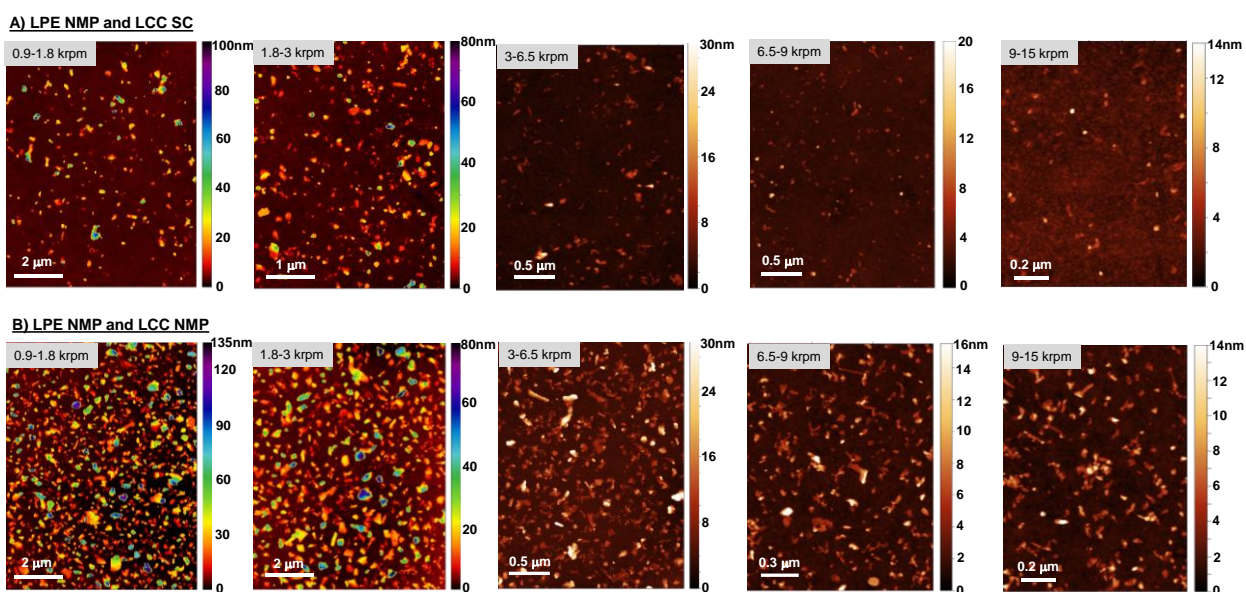 A) LPE NMP and LCC SC
0.9-1.8 krpm
100nm
80
60
40
20
0
2 µm
1.8-3 krpm
80nm
60
40
20
0
1 µm
3-6.5 krpm
30nm
24
16
8
0
0.5 µm
6.5-9 krpm
20
16
12
8
4
0
0.5 µm
9-15 krpm
14nm
12
8
4
0
0.2 µm
B) LPE NMP and LCC NMP
0.9-1.8 krpm
135nm
120
90
60
30
0
2 µm
1.8-3 krpm
80nm
60
40
20
0
2 µm
3-6.5 krpm
30nm
24
16
8
0
0.5 µm
6.5-9 krpm
16nm
14
12
10
8
6
4
2
0
0.3 µm
9-15 krpm
14nm
12
10
8
6
4
2
0
0.2 µm